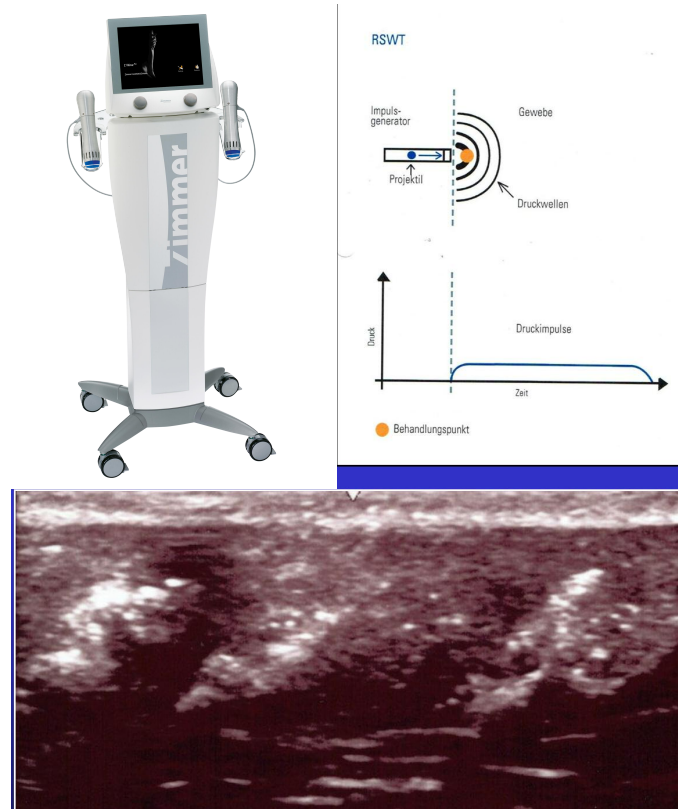 zimmer
RSWT
Impuls-
generator
Gewebe
Projektil
Druckwellen
Druck
Druckimpulse
Zeit
Behandlungspunkt